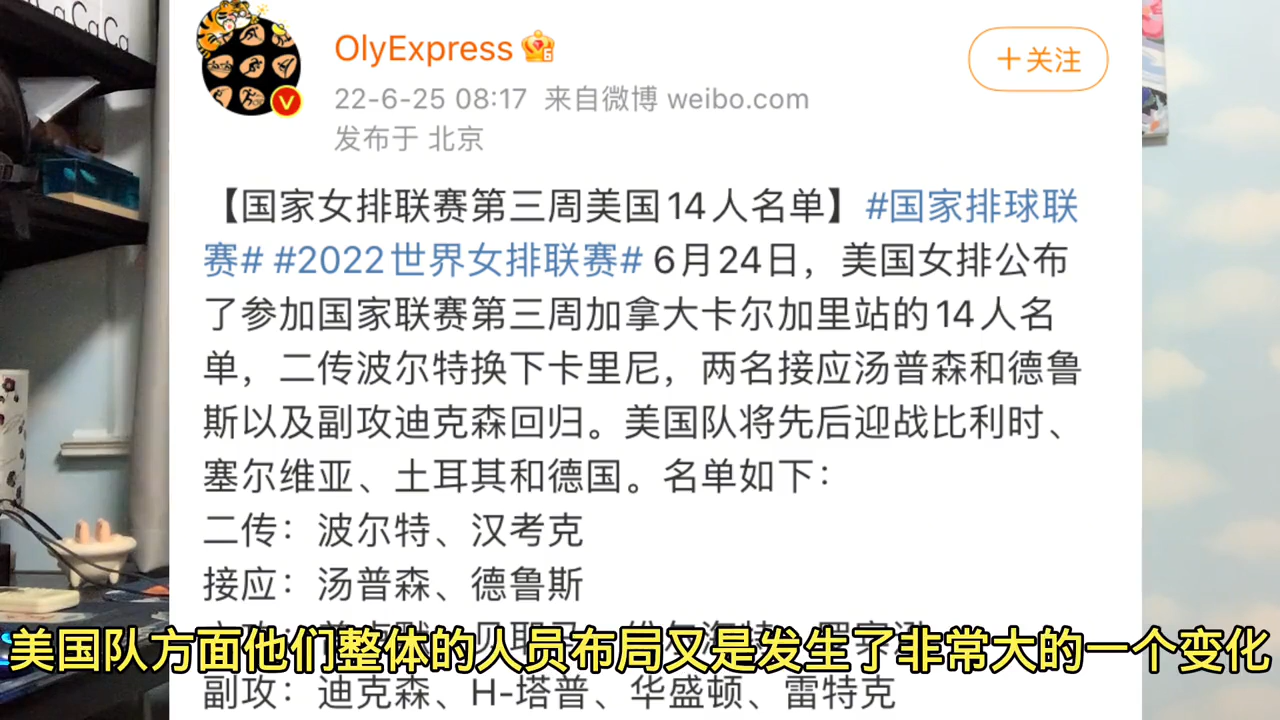 CaCaCa
OlyExpress
+关注
22-6-25 08:17 来自微博 weibo.com
发布于 北京
【国家女排联赛第三周美国14人名单】#国家排球联
赛# #2022世界女排联赛# 6月24日，美国女排公布
了参加国家联赛第三周加拿大卡尔加里站的14人名
单，二传波尔特换下卡里尼，两名接应汤普森和德鲁
斯以及副攻迪克森回归。美国队将先后迎战比利时、
塞尔维亚、土耳其和德国。名单如下：
二传：波尔特、汉考克
接应：汤普森、德鲁斯
美国队方面他们整体的人员布局又是发生了非常大的一个变化
副攻：迪克森、H-塔普、华盛顿、雷特克